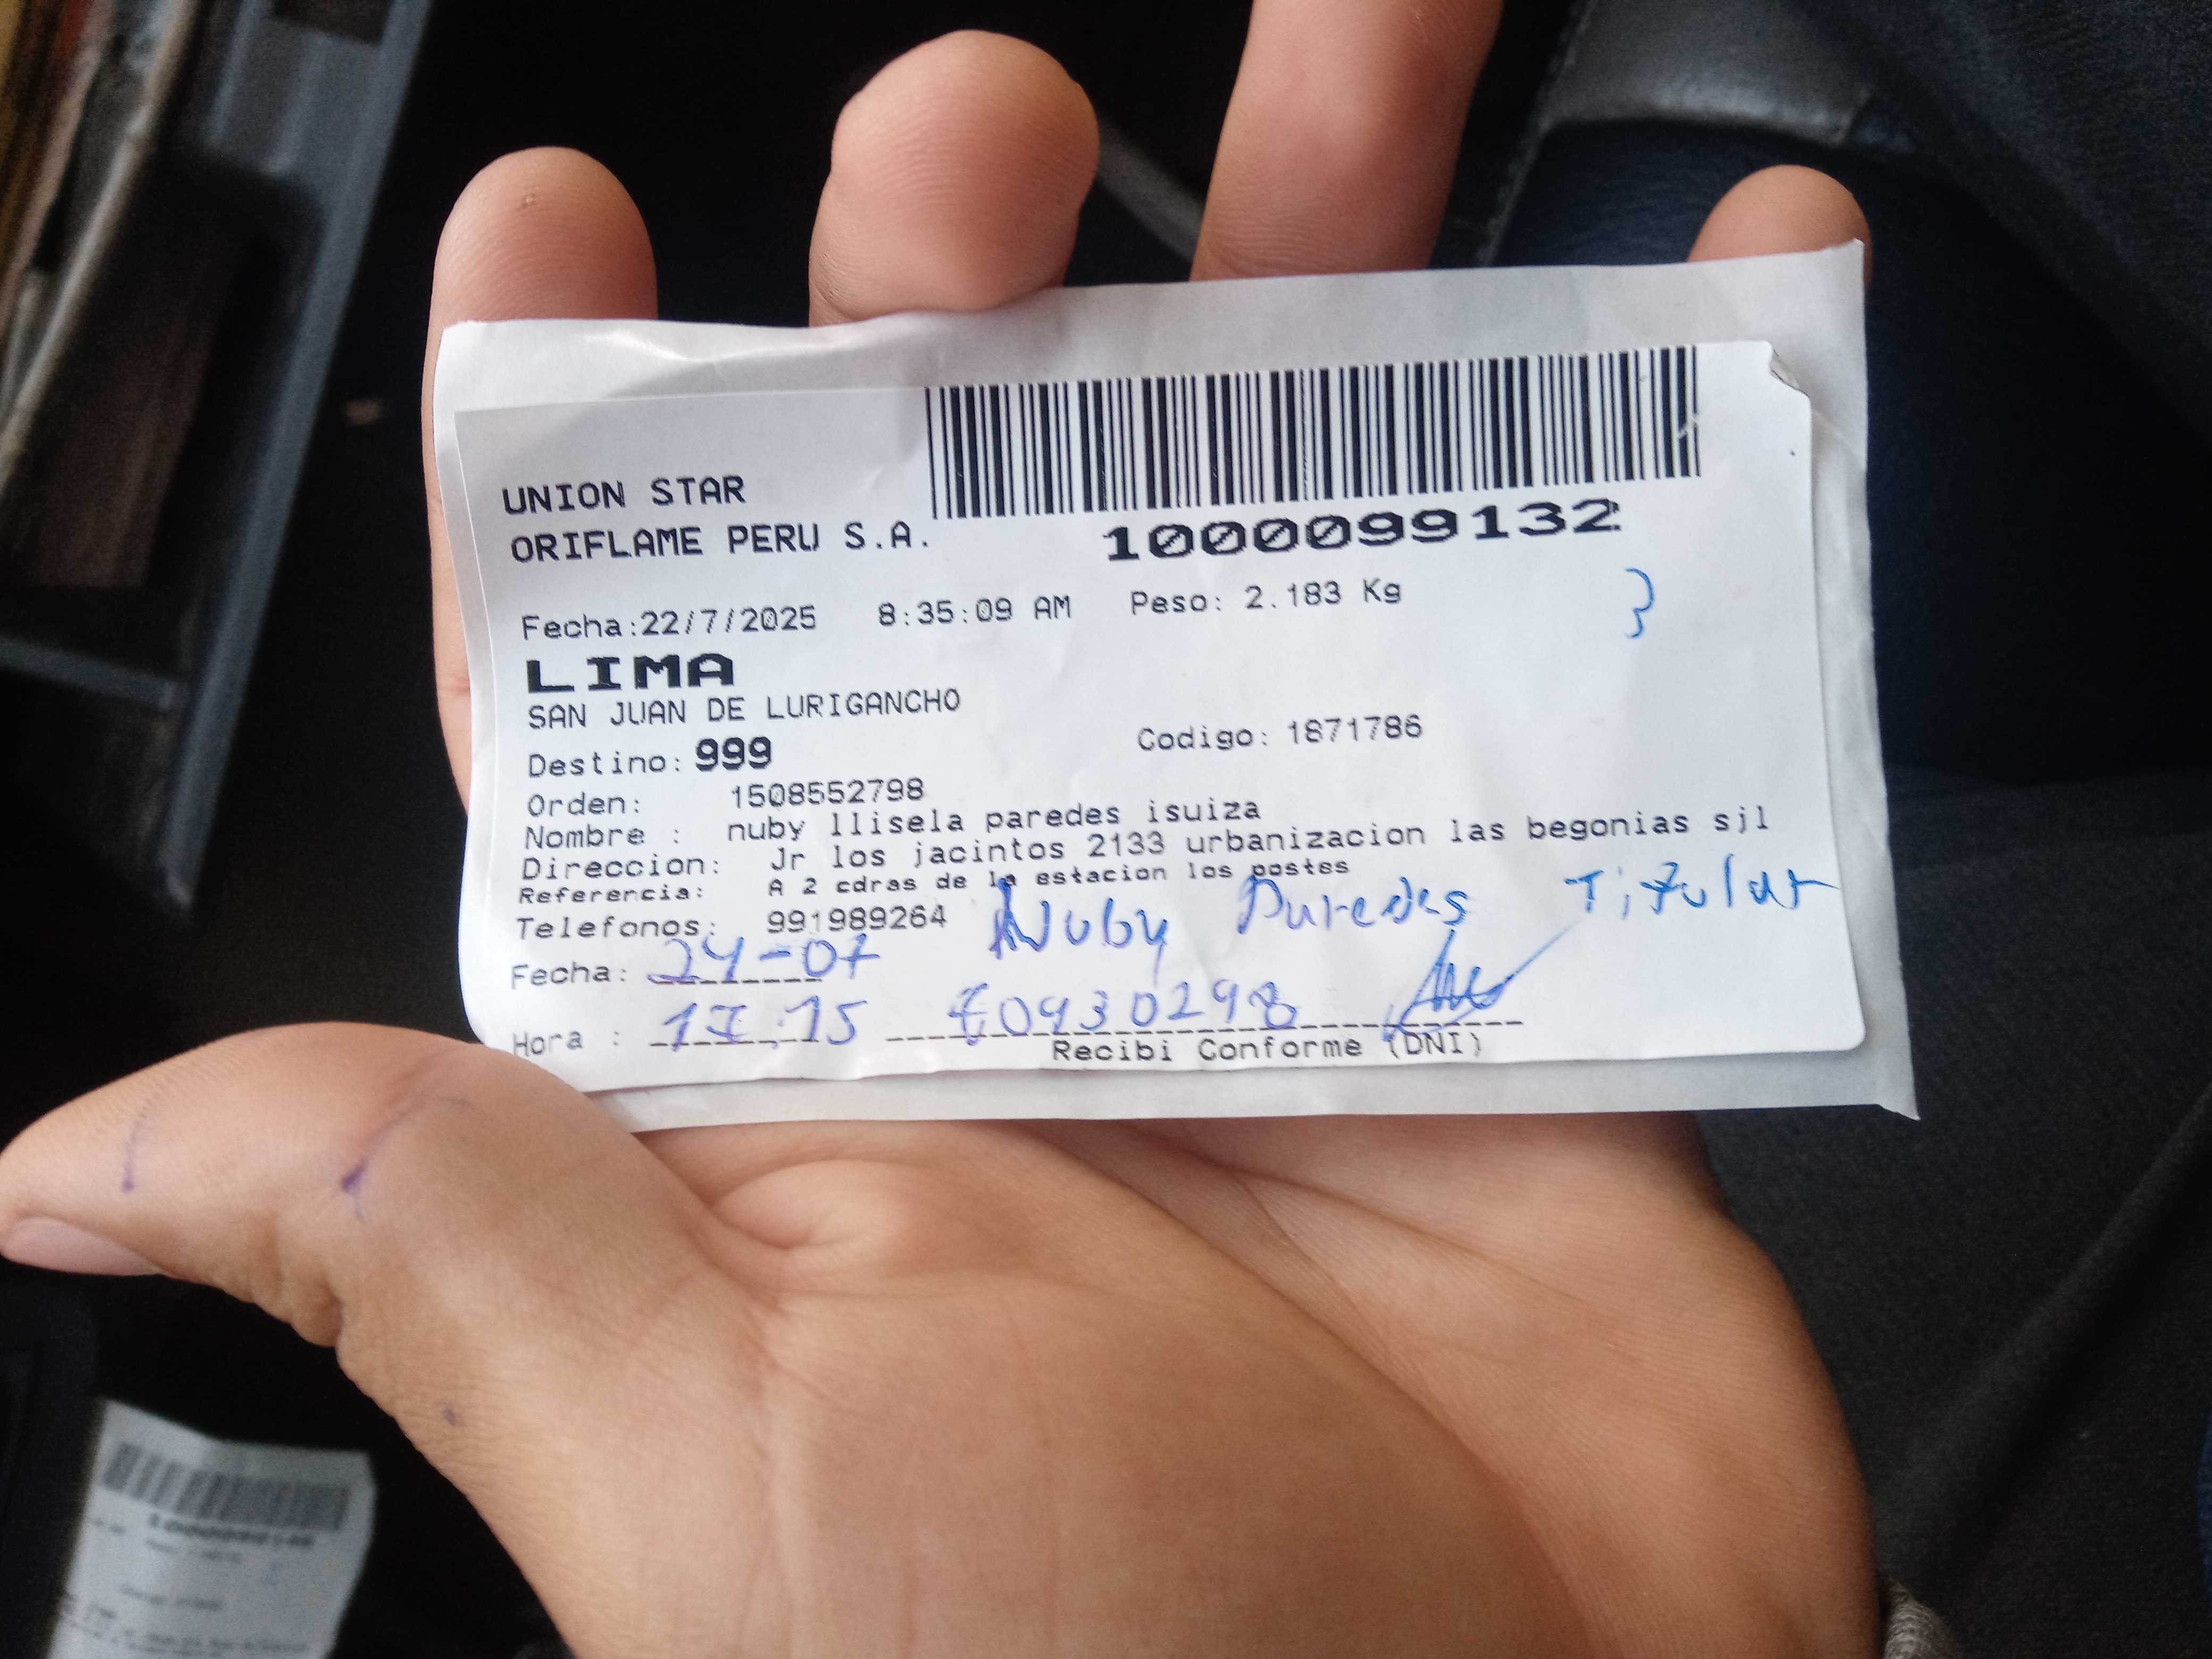 UNION STAR
ORIFLAME PERU S.A.
1000099132
Fecha:22/7/2025 8:35:09 AM Peso: 2.183 Kg
3
LIMA
SAN JUAN DE LURIGANCHO
Destino: 999 Codigo: 1871786
Orden: 1508552798
Nombre : nuby llisela paredes isuiza
Direccion: Jr los jacintos 2133 urbanizacion las begonias sjl
Referencia: A 2 cdras de la estacion los postes
Telefonos: 991989264 Nuby Paredes Titular
Fecha: 24-07
Hora : 17:15 09930298
Recibi Conforme (DNI)